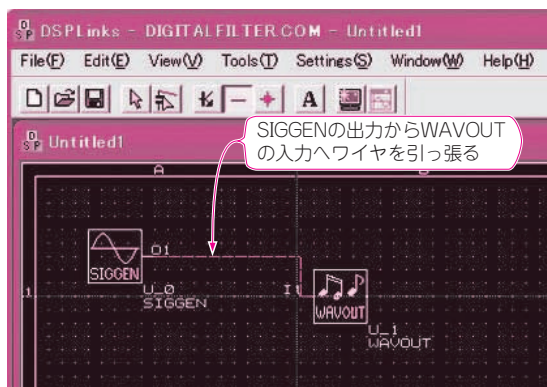 DSPLinks - DIGITALFILTER.COM - Untitled1
File(F) Edit(E) View(V) Tools(T) Settings(S) Window(W) Help(H)
A
Untitled1
SIGGENの出力からWAVOUT
の入力へワイヤを引っ張る
A
O1
SIGGEN
1
U_0
SIGGEN
I1
WAVOUT
U_1
WAVOUT